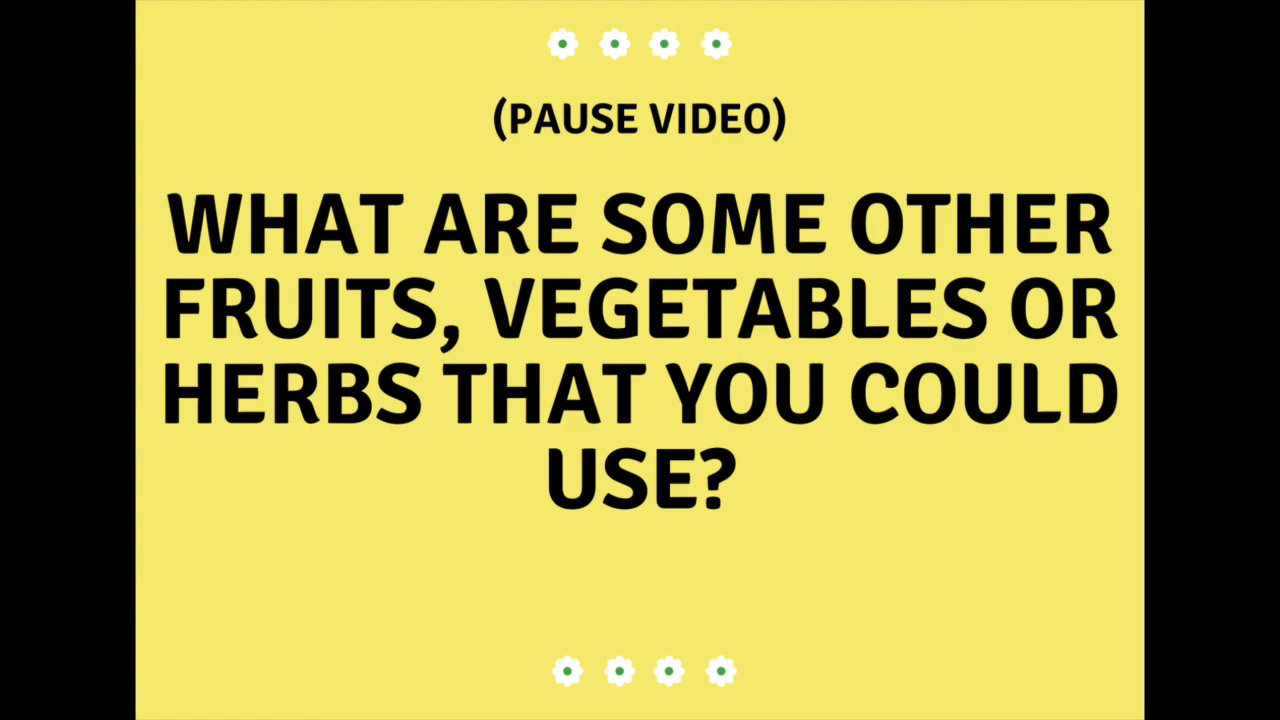 (PAUSE VIDEO)
WHAT ARE SOME OTHER
FRUITS, VEGETABLES OR
HERBS THAT YOU COULD
USE?